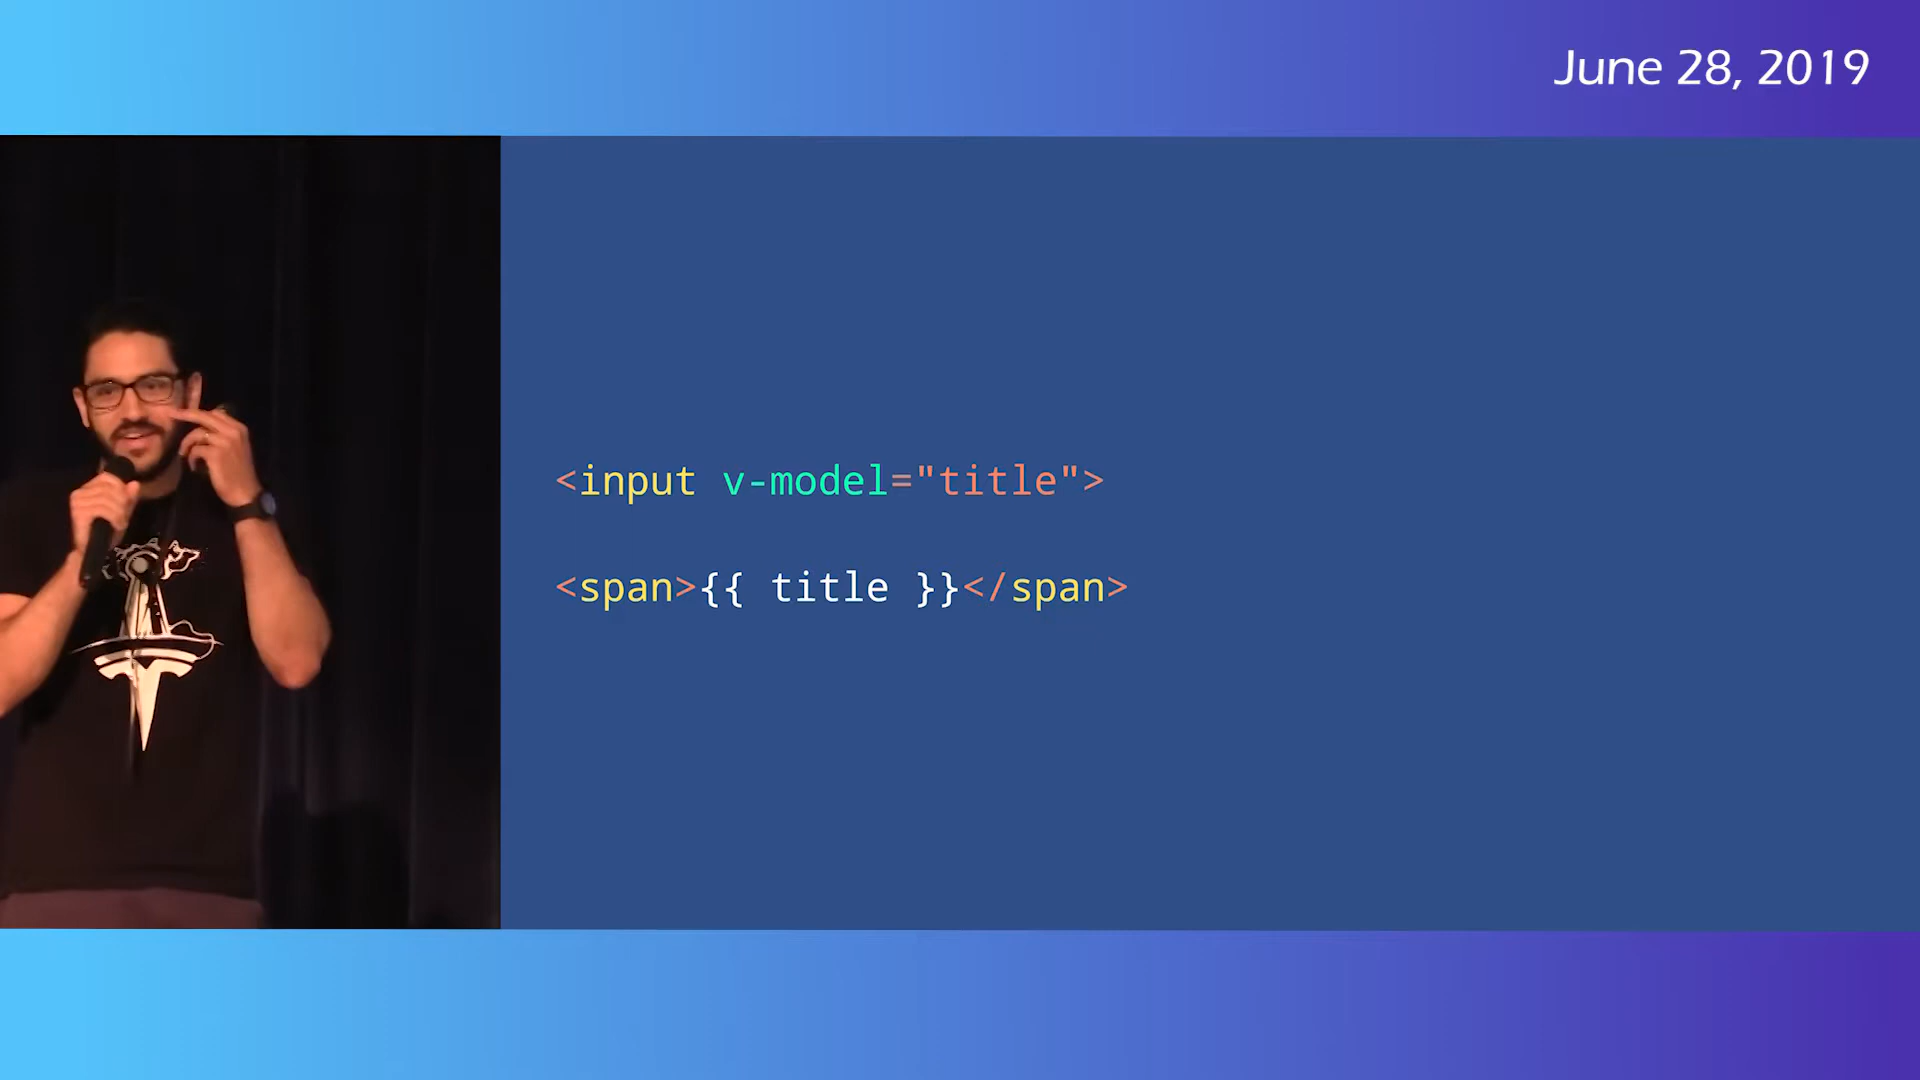 June 28, 2019
<input v-model="title">
<span>{{ title }}</span>